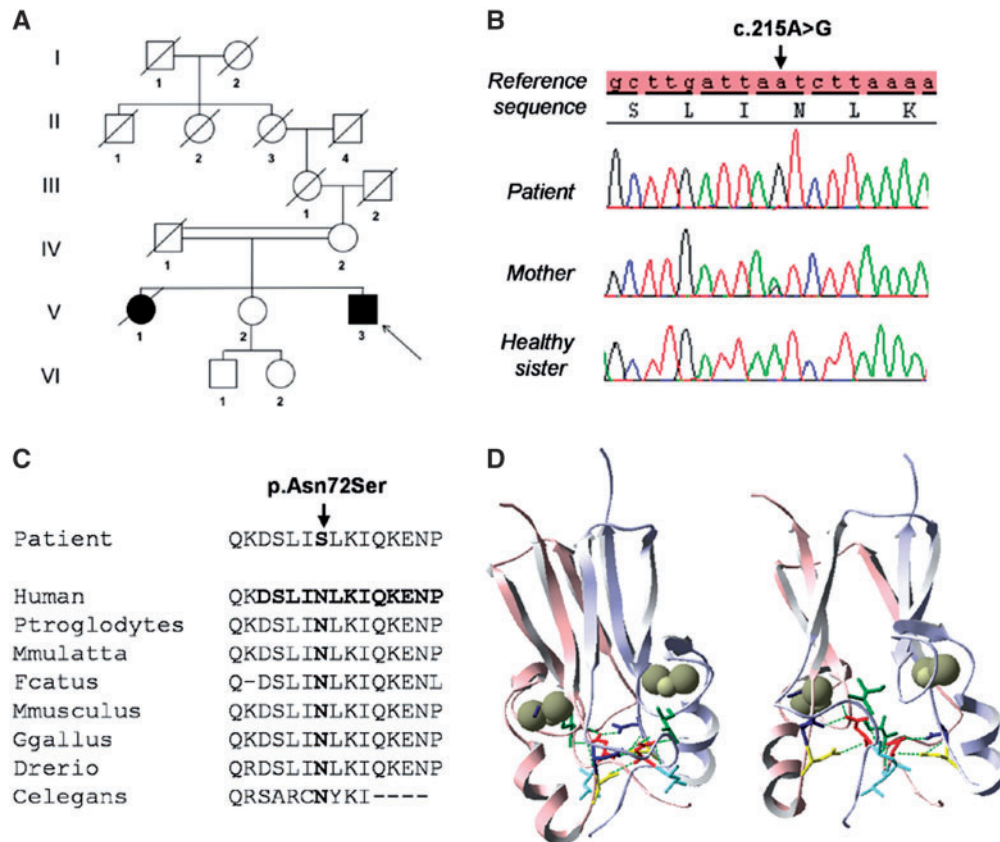 A
I
1 2
II
1 2 3 4
III
1 2
IV
1 2
V
1 2 3
VI
1 2
B
c.215A>G
Reference sequence
g c t t g a t t a a t c t t a a a a
S L I N L K
Patient
Mother
Healthy sister
C
p.Asn72Ser
Patient QKDSLISLKIQKENP
Human QKDSLINLKIQKENP
Ptroglodytes QKDSLINLKIQKENP
Mmulatta QKDSLINLKIQKENP
Fcatus Q-DSLINLKIQKENL
Mmusculus QKDSLINLKIQKENP
Ggallus QKDSLINLKIQKENP
Drerio QRDSLINLKIQKENP
Celegans QRSARCNYKI----
D